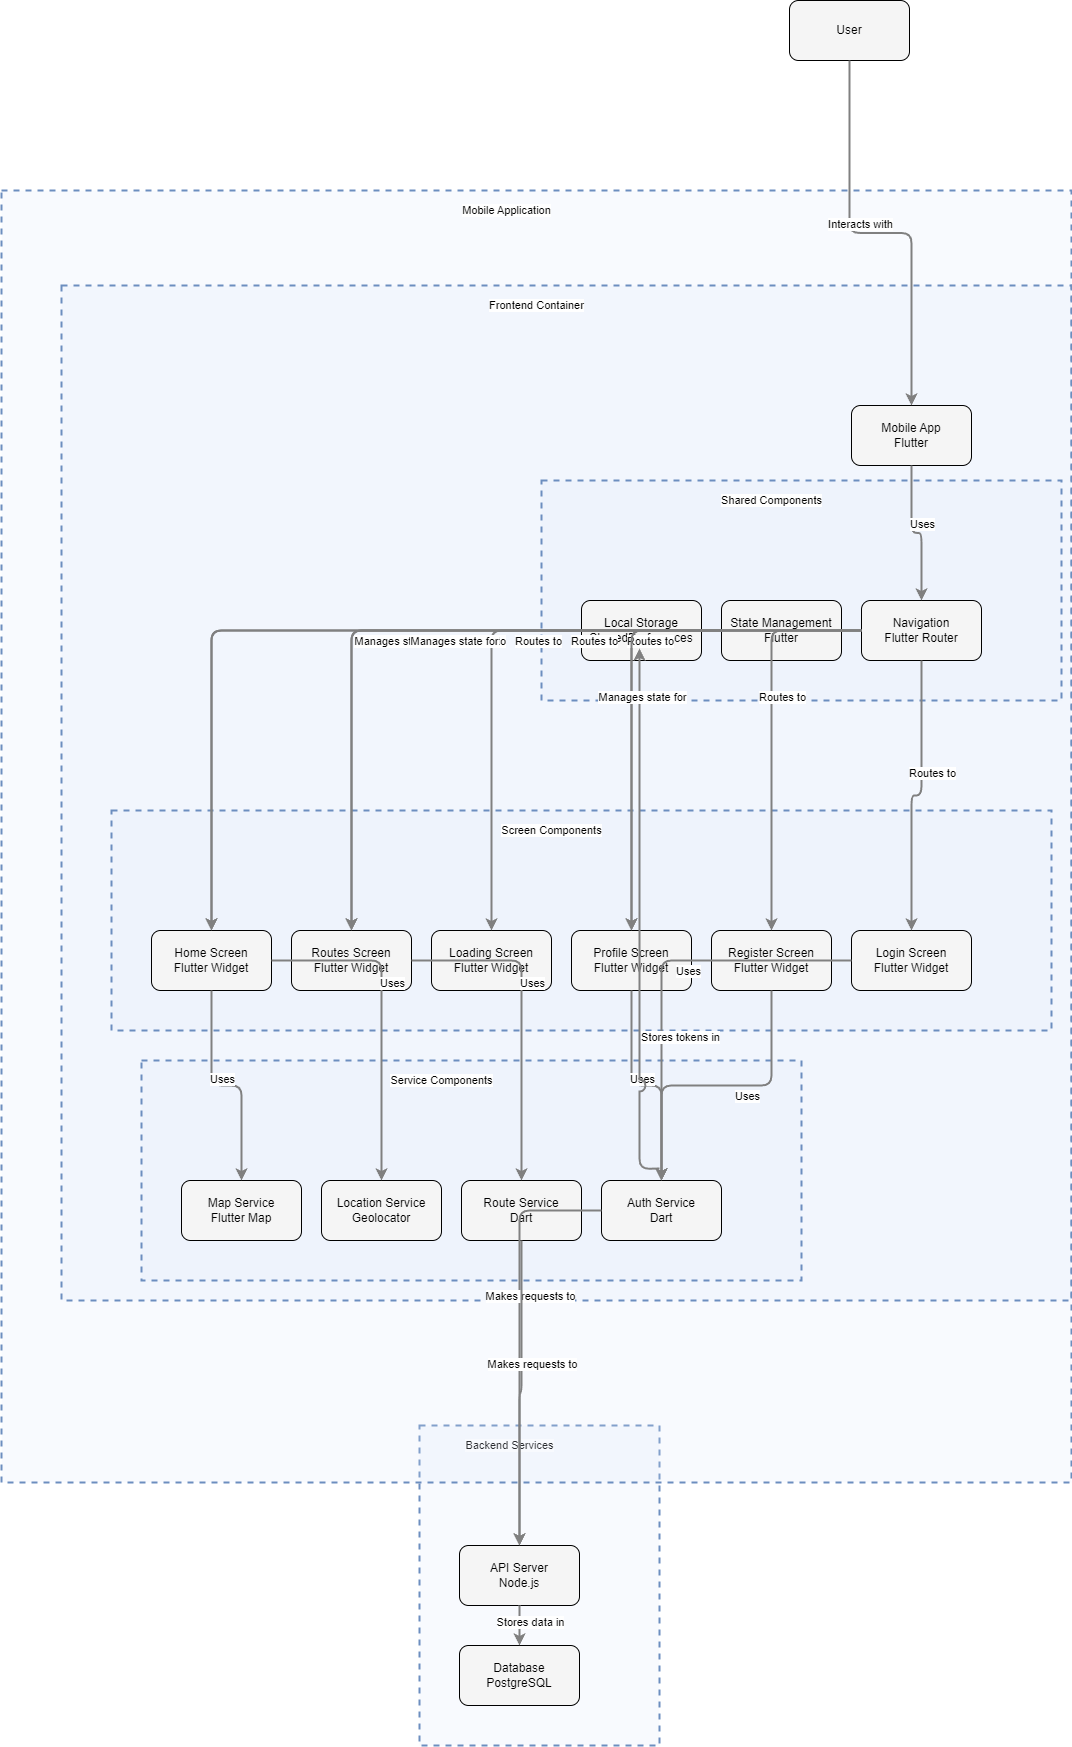 User
Mobile Application
Interacts with
Frontend Container
Mobile App
Flutter
Shared Components
Uses
Local Storage
State Management
Flutter
Navigation
Flutter Router
Manages st
Manages state for
Routes to
Routes to
Routes to
Manages state for
Routes to
Routes to
Screen Components
Home Screen
Flutter Widget
Routes Screen
Flutter Widget
Loading Screen
Flutter Widget
Profile Screen
Flutter Widget
Register Screen
Flutter Widget
Login Screen
Flutter Widget
Uses
Uses
Uses
Stores tokens in
Uses
Service Components
Uses
Uses
Map Service
Flutter Map
Location Service
Geolocator
Route Service
Dart
Auth Service
Dart
Makes requests to
Makes requests to
Backend Services
API Server
Node.js
Stores data in
Database
PostgreSQL